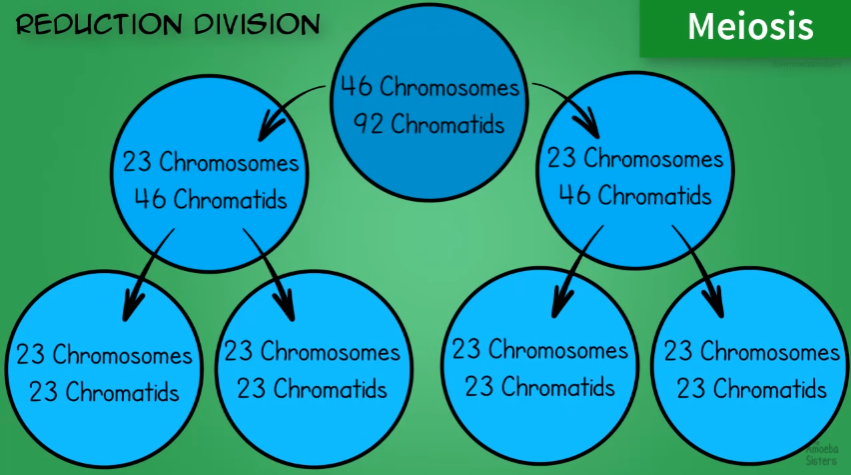 REDUCTION DIVISION
Meiosis
46 Chromosomes
92 Chromatids
23 Chromosomes
46 Chromatids
23 Chromosomes
46 Chromatids
23 Chromosomes
23 Chromatids
23 Chromosomes
23 Chromatids
23 Chromosomes
23 Chromatids
23 Chromosomes
23 Chromatids
Amoeba
Sisters